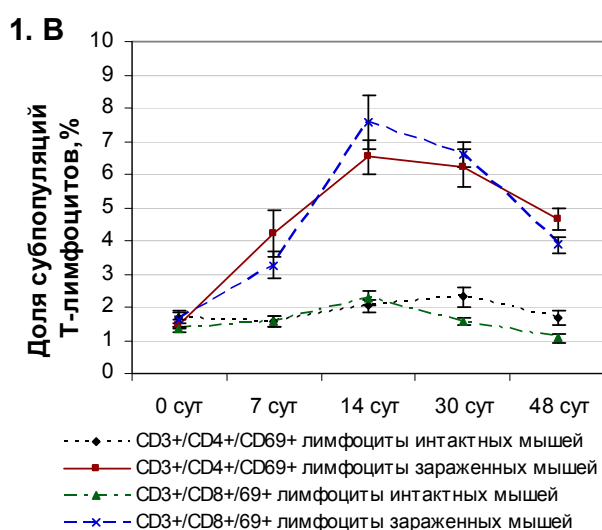 1. В
Доля субпопуляций
Т-лимфоцитов,%
10
9
8
7
6
5
4
3
2
1
0
0 сут 7 сут 14 сут 30 сут 48 сут
CD3+/CD4+/CD69+ лимфоциты интактных мышей
CD3+/CD4+/CD69+ лимфоциты зараженных мышей
CD3+/CD8+/69+ лимфоциты интактных мышей
CD3+/CD8+/69+ лимфоциты зараженных мышей